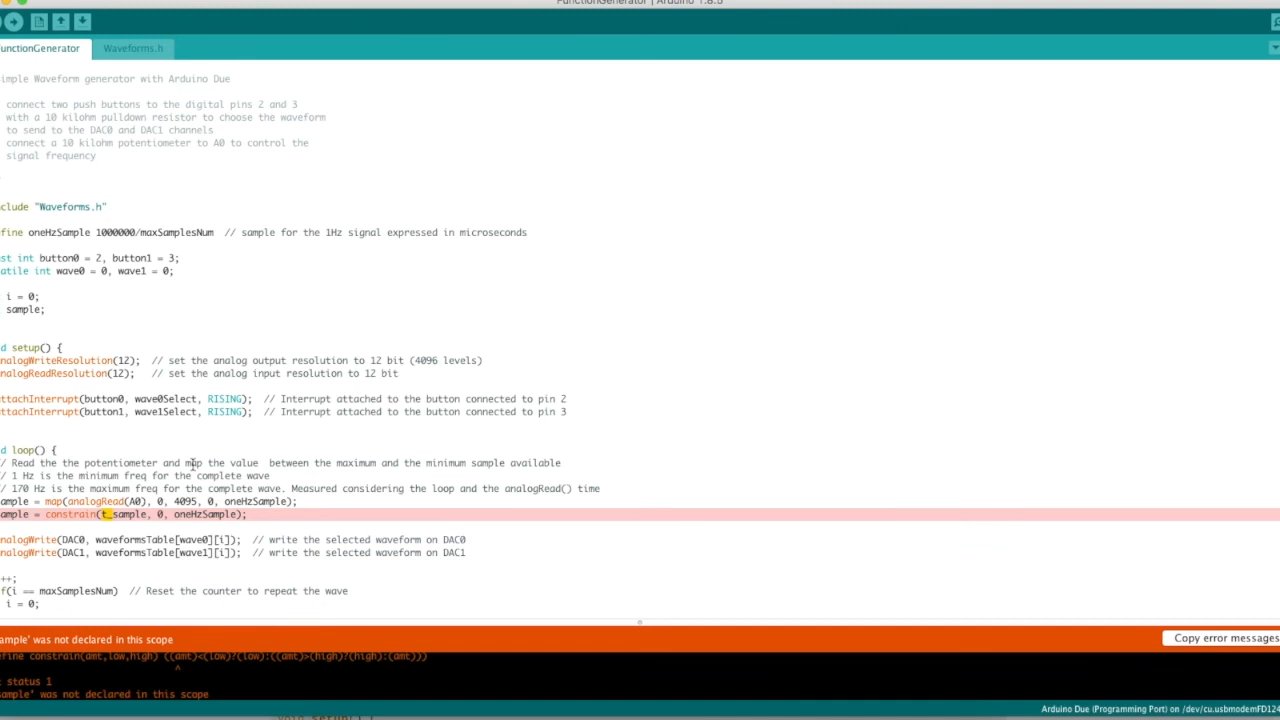 FunctionGenerator | Arduino 1.8.5
unctionGenerator
Waveforms.h
imple Waveform generator with Arduino Due
connect two push buttons to the digital pins 2 and 3
with a 10 kilohm pulldown resistor to choose the waveform
to send to the DAC0 and DAC1 channels
connect a 10 kilohm potentiometer to A0 to control the
signal frequency
clude "Waveforms.h"
fine oneHzSample 1000000/maxSamplesNum // sample for the 1Hz signal expressed in microseconds
st int button0 = 2, button1 = 3;
atile int wave0 = 0, wave1 = 0;
i = 0;
sample;
d setup() {
nalogWriteResolution(12); // set the analog output resolution to 12 bit (4096 levels)
nalogReadResolution(12); // set the analog input resolution to 12 bit
ttachInterrupt(button0, wave0Select, RISING); // Interrupt attached to the button connected to pin 2
ttachInterrupt(button1, wave1Select, RISING); // Interrupt attached to the button connected to pin 3
d loop() {
/ Read the the potentiometer and map the value between the maximum and the minimum sample available
/ 1 Hz is the minimum freq for the complete wave
/ 170 Hz is the maximum freq for the complete wave. Measured considering the loop and the analogRead() time
ample = map(analogRead(A0), 0, 4095, 0, oneHzSample);
ample = constrain(t_sample, 0, oneHzSample);
nalogWrite(DAC0, waveformsTable[wave0][i]); // write the selected waveform on DAC0
nalogWrite(DAC1, waveformsTable[wave1][i]); // write the selected waveform on DAC1
++;
f(i == maxSamplesNum) // Reset the counter to repeat the wave
i = 0;
ample' was not declared in this scope
Copy error messages
fine constrain(amt,low,high) ((amt)<(low)?(low):((amt)>(high)?(high):(amt)))
^
t status 1
sample' was not declared in this scope
Arduino Due (Programming Port) on /dev/cu.usbmodemFD124